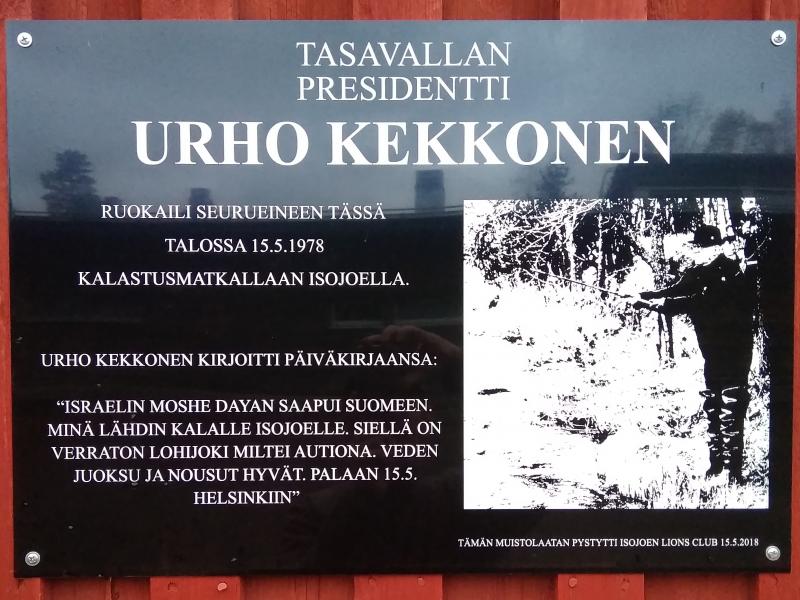 TASAVALLAN
PRESIDENTTI
URHO KEKKONEN
RUOKAILI SEURUEINEEN TÄSSÄ
TALOSSA 15.5.1978
KALASTUSMATKALLAAN ISOJOELLA.
URHO KEKKONEN KIRJOITTI PÄIVÄKIRJAANSA:
“ISRAELIN MOSHE DAYAN SAAPUI SUOMEEN.
MINÄ LÄHDIN KALALLE ISOJOELLE. SIELLÄ ON
VERRATON LOHIJOKI MILTEI AUTIONA. VEDEN
JUOKSU JA NOUSUT HYVÄT. PALAAN 15.5.
HELSINKIIN”
TÄMÄN MUISTOLAATAN PYSTYTTI ISOJOEN LIONS CLUB 15.5.2018